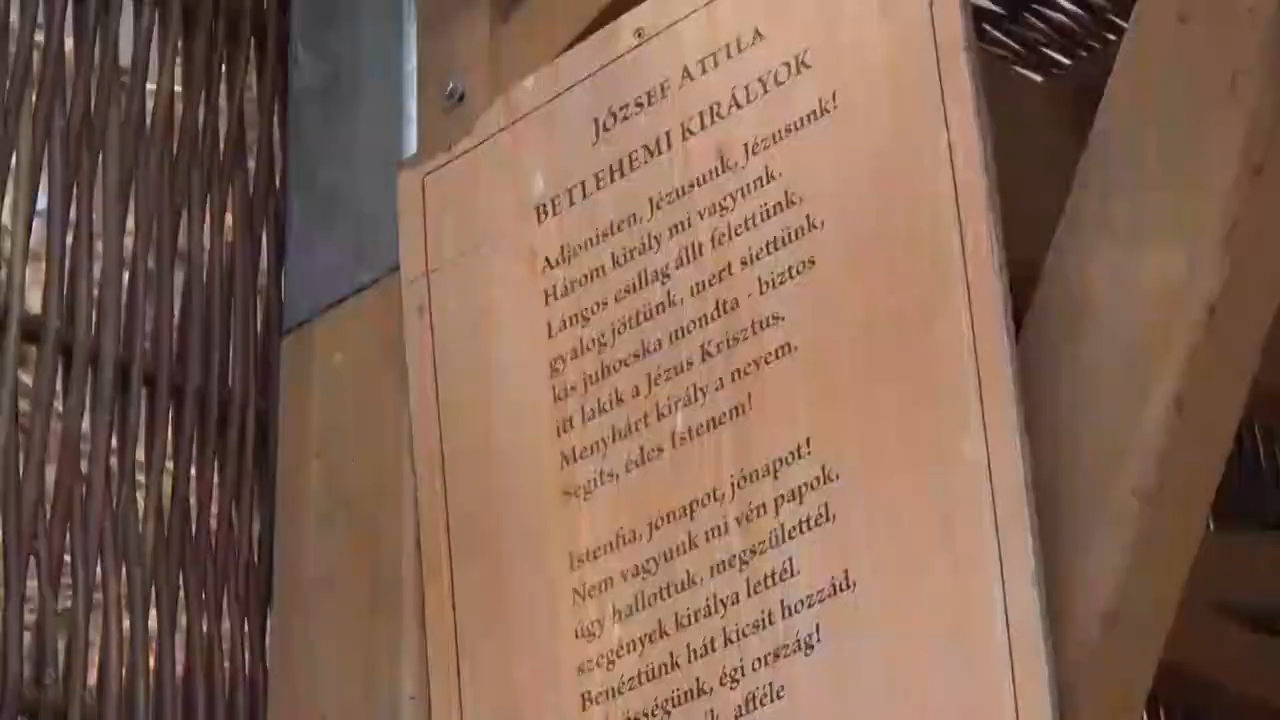 JÓZSEF ATTILA
BETLEHEMI KIRÁLYOK
Adjonisten, Jézusunk, Jézusunk!
Három király mi vagyunk.
Lángos csillag állt felettünk,
gyalog jöttünk, mert siettünk,
kis juhocska mondta - biztos
itt lakik a Jézus Krisztus.
Menyhárt király a nevem.
Segíts, édes Istenem!
Istenfia, jónapot, jónapot!
Nem vagyunk mi vén papok,
úgy hallottuk, megszülettél,
szegények királya lettél.
Benéztünk hát kicsit hozzád,
égi ország!
afféle